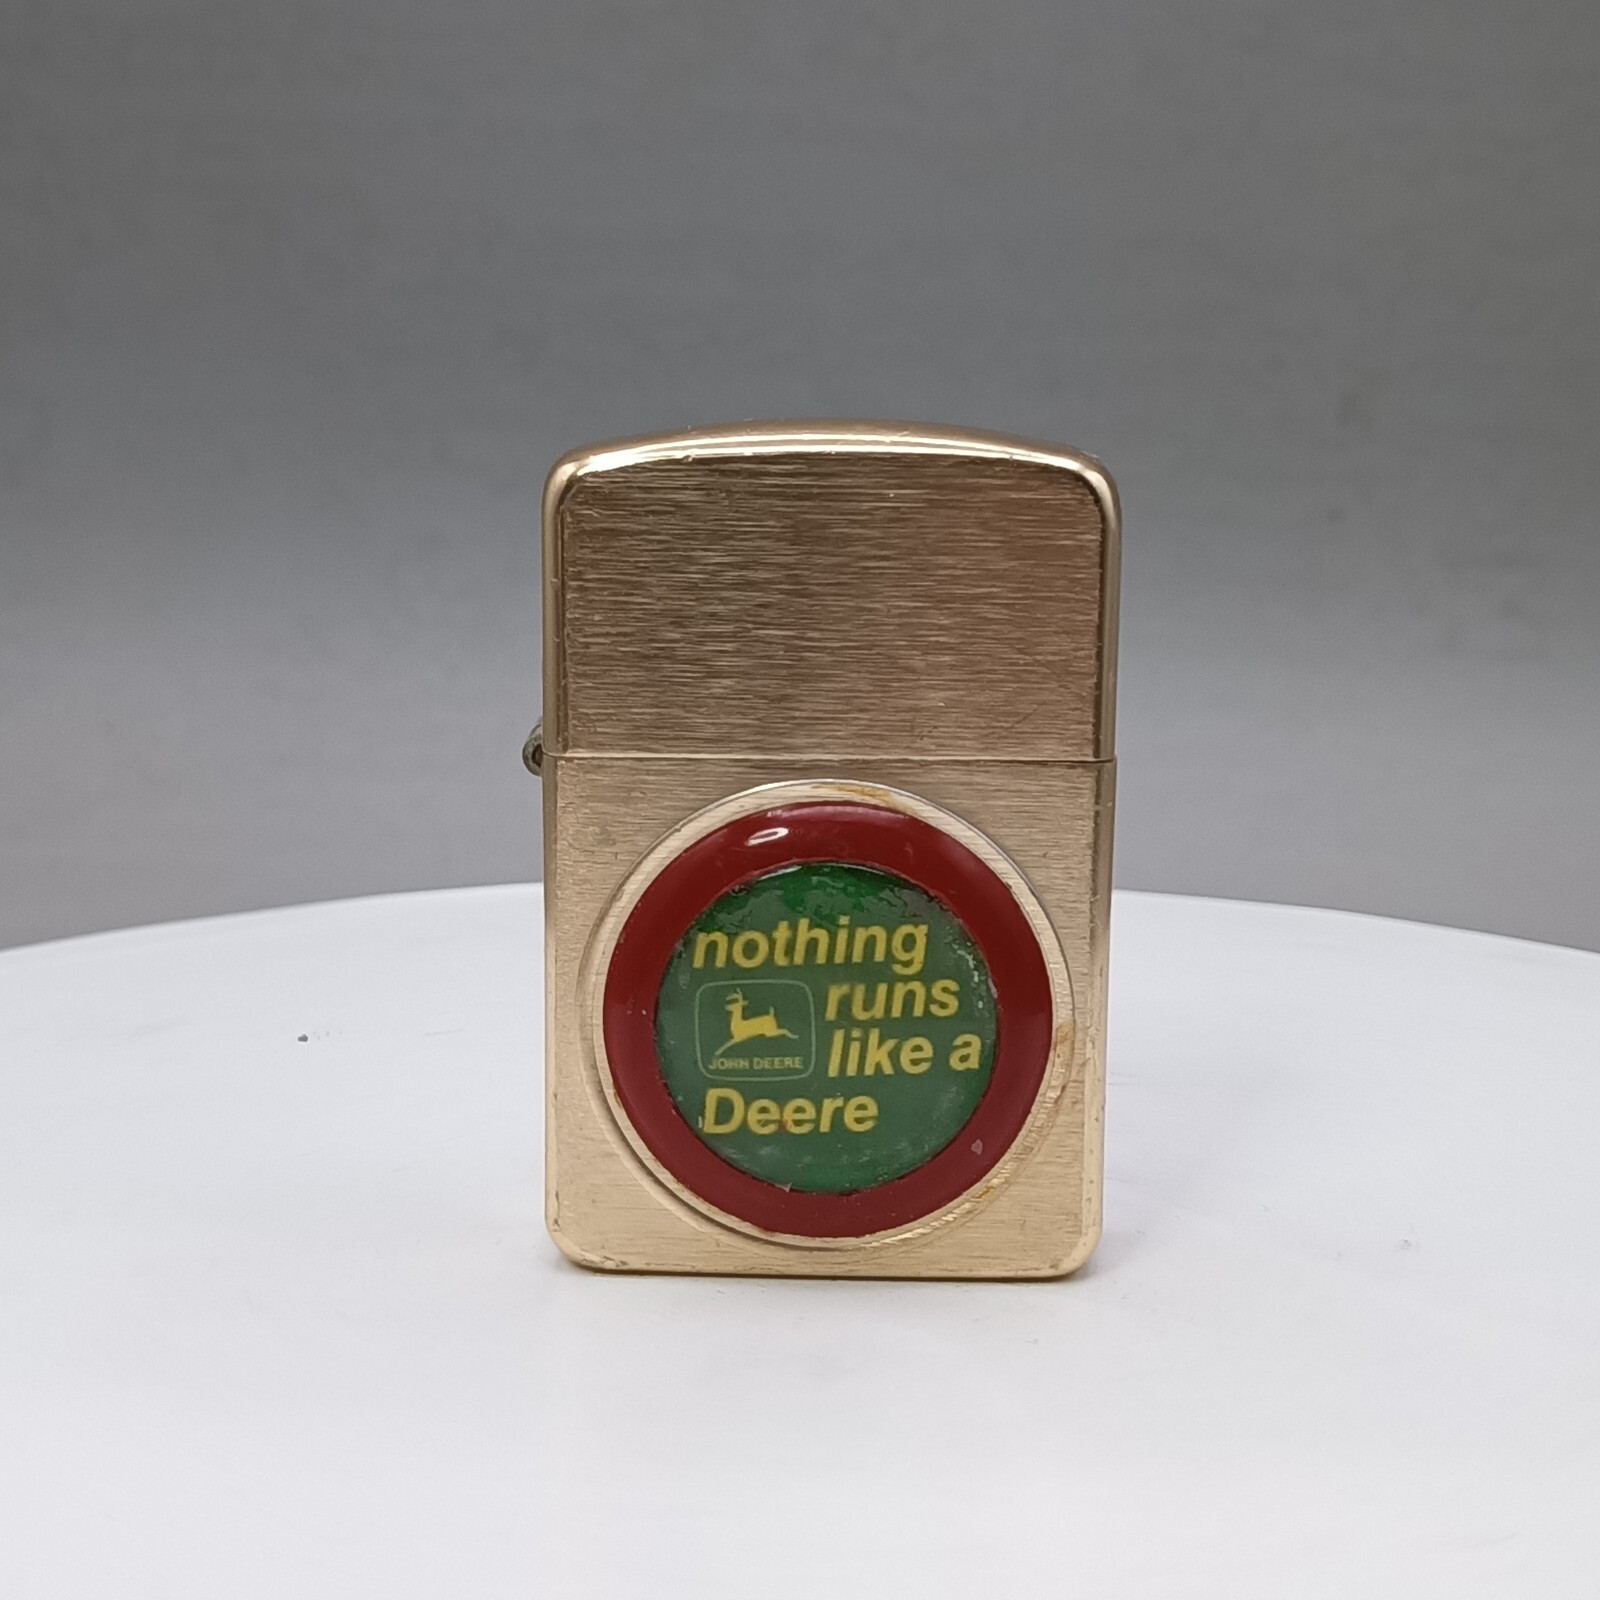 nothing
runs
like a
JOHN DEERE
Deere